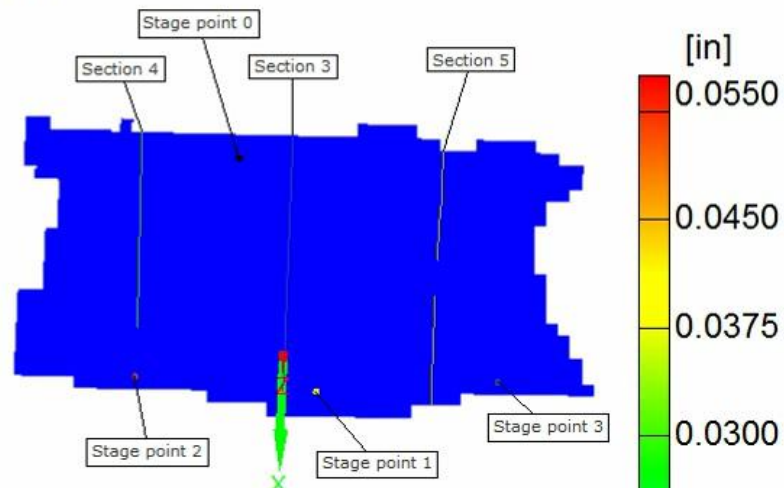 Stage point 0
[in]
Section 4
Section 3
Section 5
0.0550
0.0450
0.0375
0.0300
Stage point 2
Stage point 1
Stage point 3
X